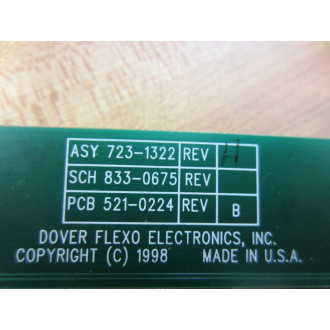 ASY 723-1322 REV H
SCH 833-0675 REV
PCB 521-0224 REV B
DOVER FLEXO ELECTRONICS, INC.
COPYRIGHT (C) 1998 MADE IN U.S.A.